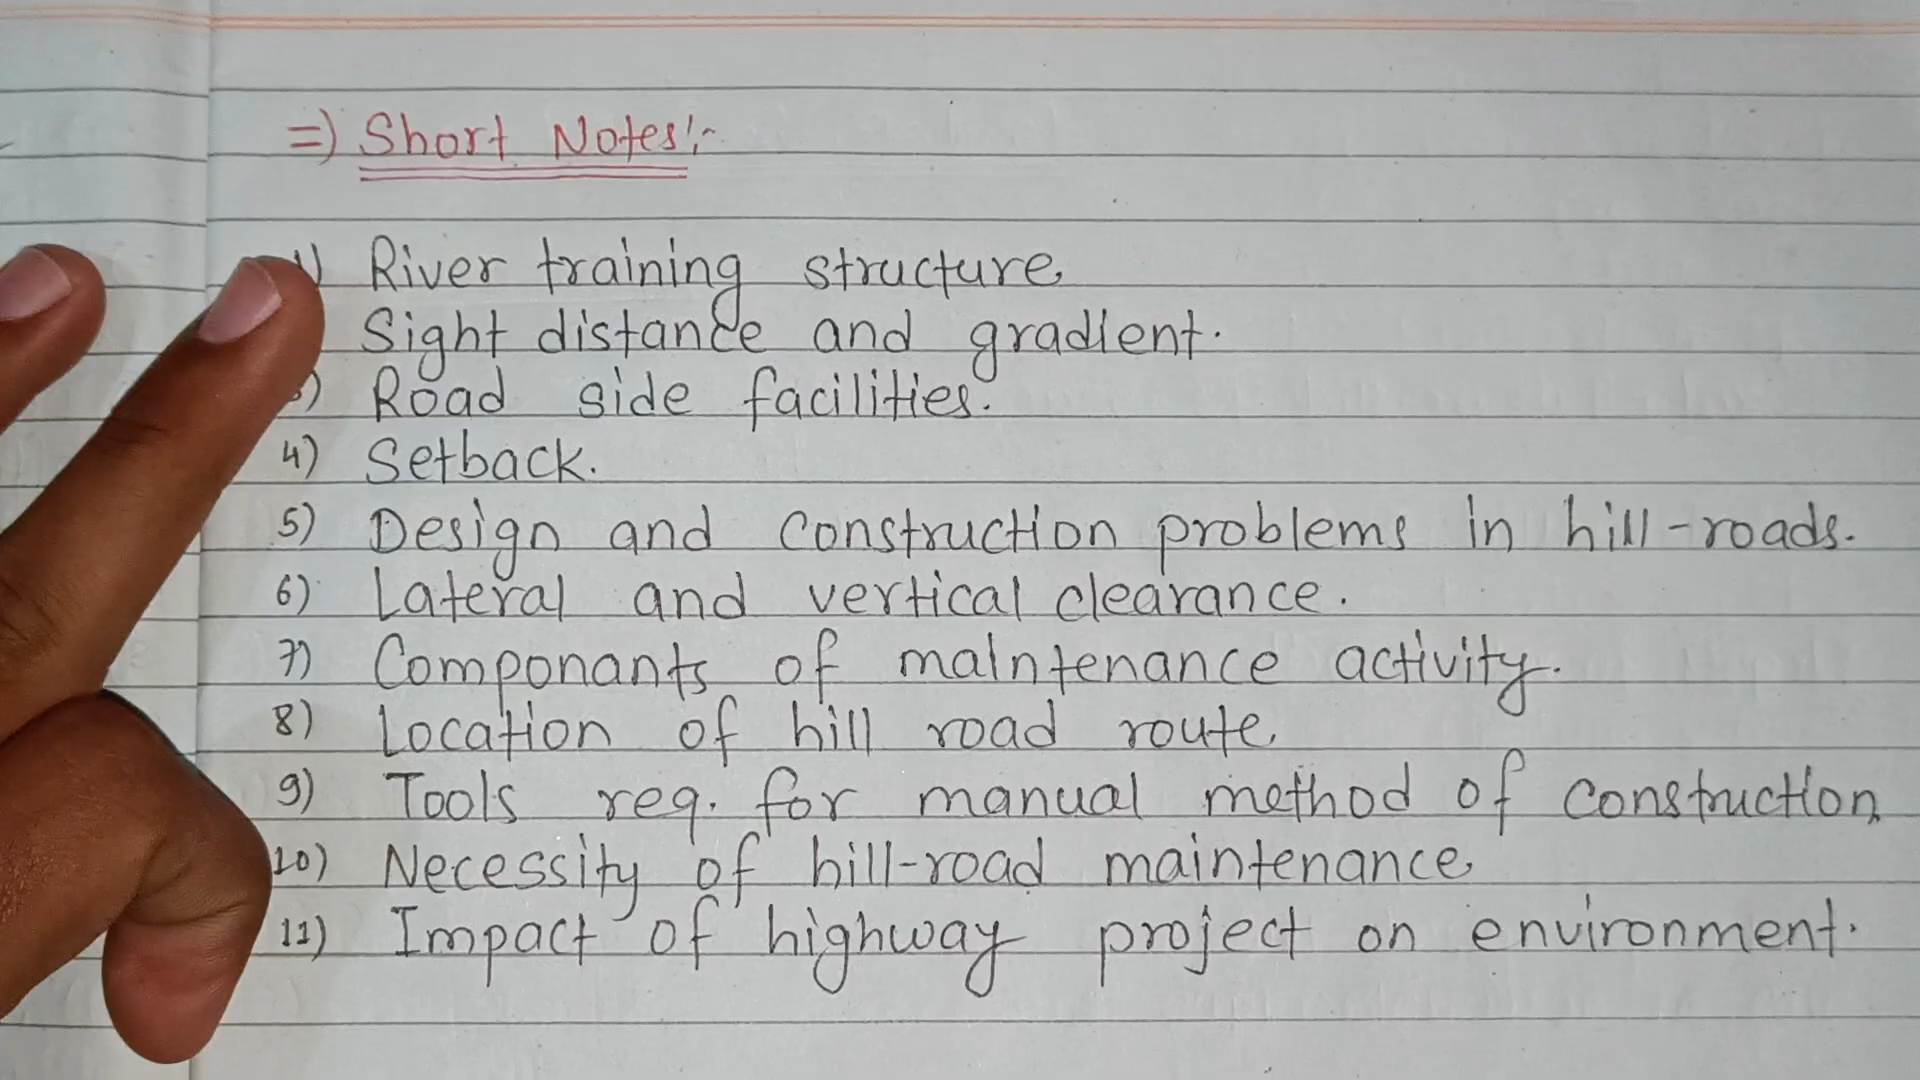 =) Short Notes:-
1) River training structure.
Sight distance and gradient.
3) Road side facilities.
4) Setback.
5) Design and construction problems in hill-roads.
6) Lateral and vertical clearance.
7) Componants of maintenance activity.
8) Location of hill road route.
9) Tools req. for manual method of construction.
10) Necessity of hill-road maintenance.
11) Impact of highway project on environment.